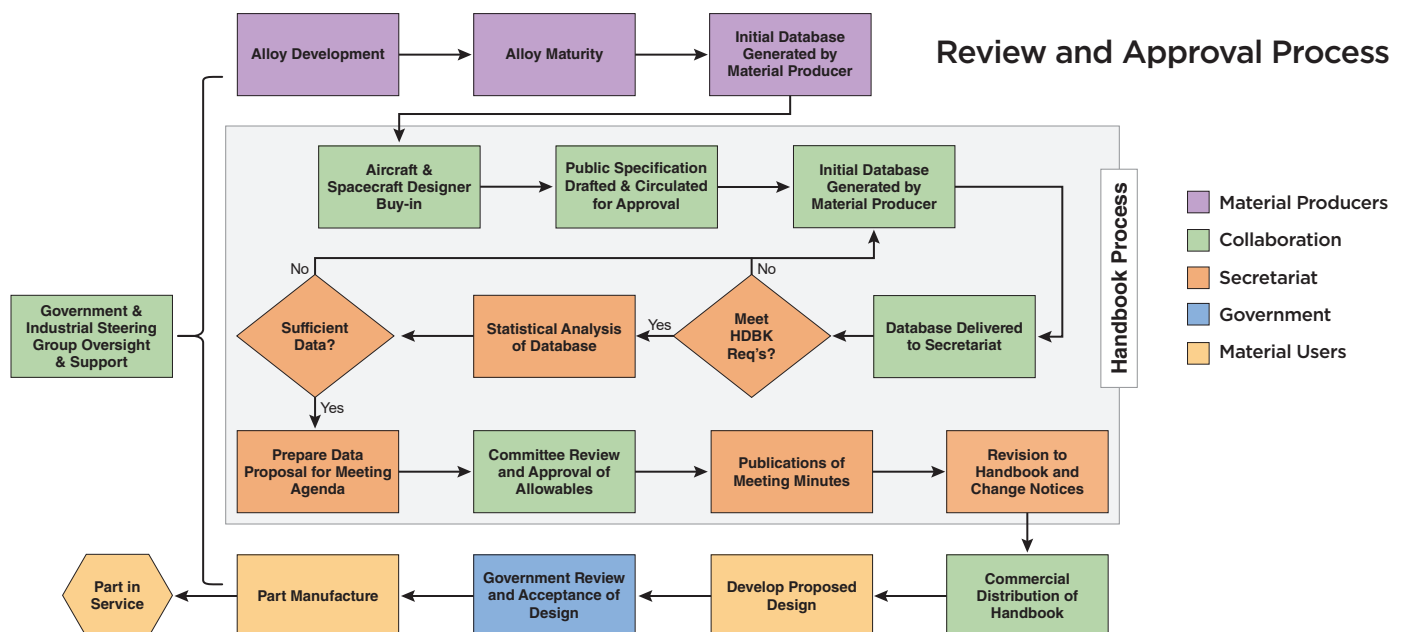 Review and Approval Process
Alloy Development
Alloy Maturity
Initial Database
Generated by
Material Producer
Aircraft &
Spacecraft Designer
Buy-in
Public Specification
Drafted & Circulated
for Approval
Initial Database
Generated by
Material Producer
Handbook Process
Material Producers
Collaboration
Secretariat
Government
Material Users
Government &
Industrial Steering
Group Oversight
& Support
No
Sufficient
Data?
Yes
Statistical Analysis
of Database
Yes
No
Meet
HDBK
Req's?
Database Delivered
to Secretariat
Prepare Data
Proposal for Meeting
Agenda
Committee Review
and Approval of
Allowables
Publications of
Meeting Minutes
Revision to
Handbook and
Change Notices
Part in
Service
Part Manufacture
Government Review
and Acceptance of
Design
Develop Proposed
Design
Commercial
Distribution of
Handbook